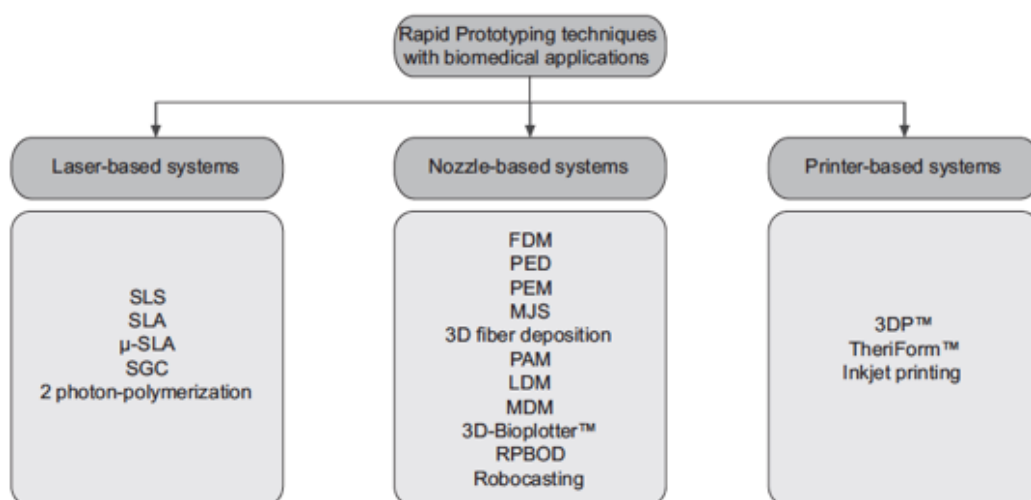 Rapid Prototyping techniques
with biomedical applications
Laser-based systems
Nozzle-based systems
Printer-based systems
SLS
SLA
µ-SLA
SGC
2 photon-polymerization
FDM
PED
PEM
MJS
3D fiber deposition
PAM
LDM
MDM
3D-Bioplotter™
RPBOD
Robocasting
3DP™
TheriForm™
Inkjet printing